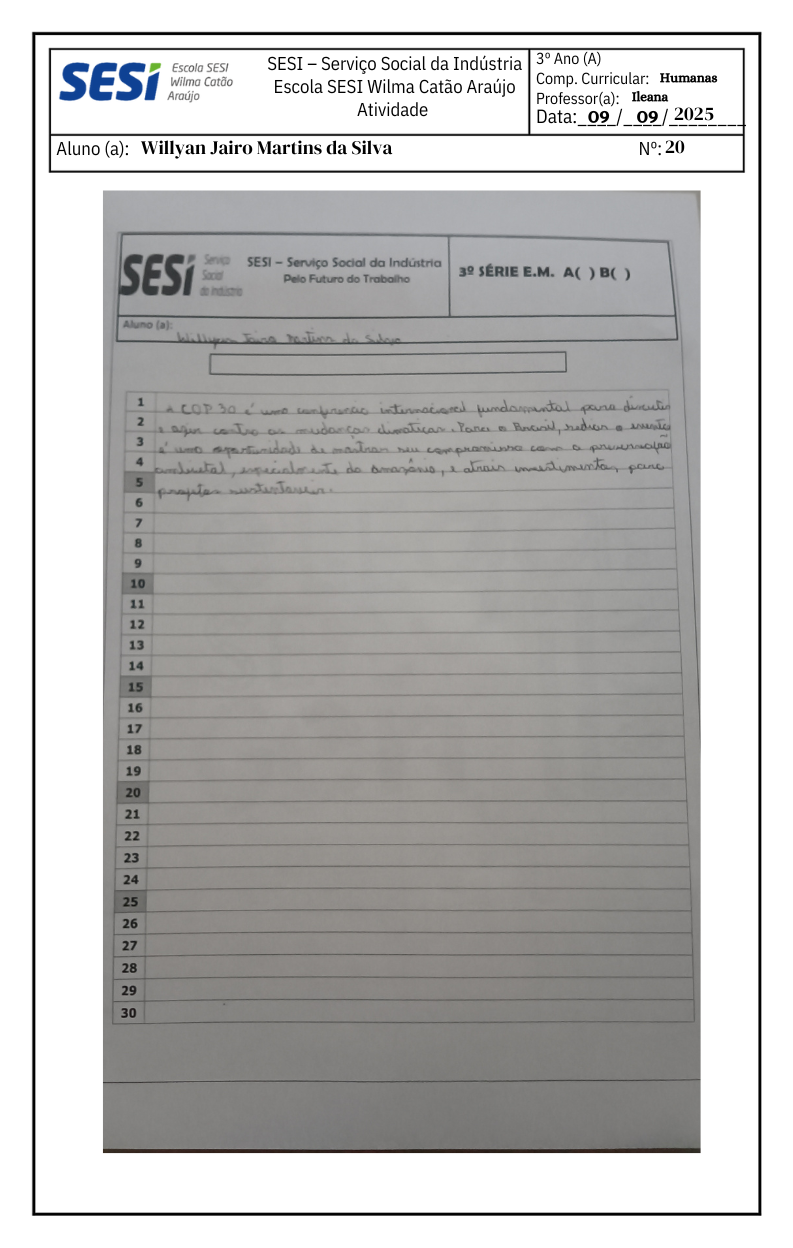 SESI
Escola SESI
Wilma Catão
Araújo
SESI – Serviço Social da Indústria
Escola SESI Wilma Catão Araújo
Atividade
3º Ano (A)
Comp. Curricular: Humanas
Professor(a): Ileana
Data: 09 / 09 / 2025
Aluno (a): Willyan Jairo Martins da Silva Nº: 20
SESI
Serviço
Social
da Indústria
SESI – Serviço Social da Indústria
Pelo Futuro do Trabalho
3º SÉRIE E.M. A( ) B( )
Aluno (a): Willyan Jairo Martins da Silva
1 A COP 30 é uma conferencia internacional fundamental para discutir
2 e agir contra as mudanças climáticas. Para o Brasil, sediar o evento
3 é uma oportunidade de mostrar seu compromisso com a preservação
4 ambiental, especialmente da amazônia, e atrair investimentos, para
5 projetos sustentáveis.
6
7
8
9
10
11
12
13
14
15
16
17
18
19
20
21
22
23
24
25
26
27
28
29
30